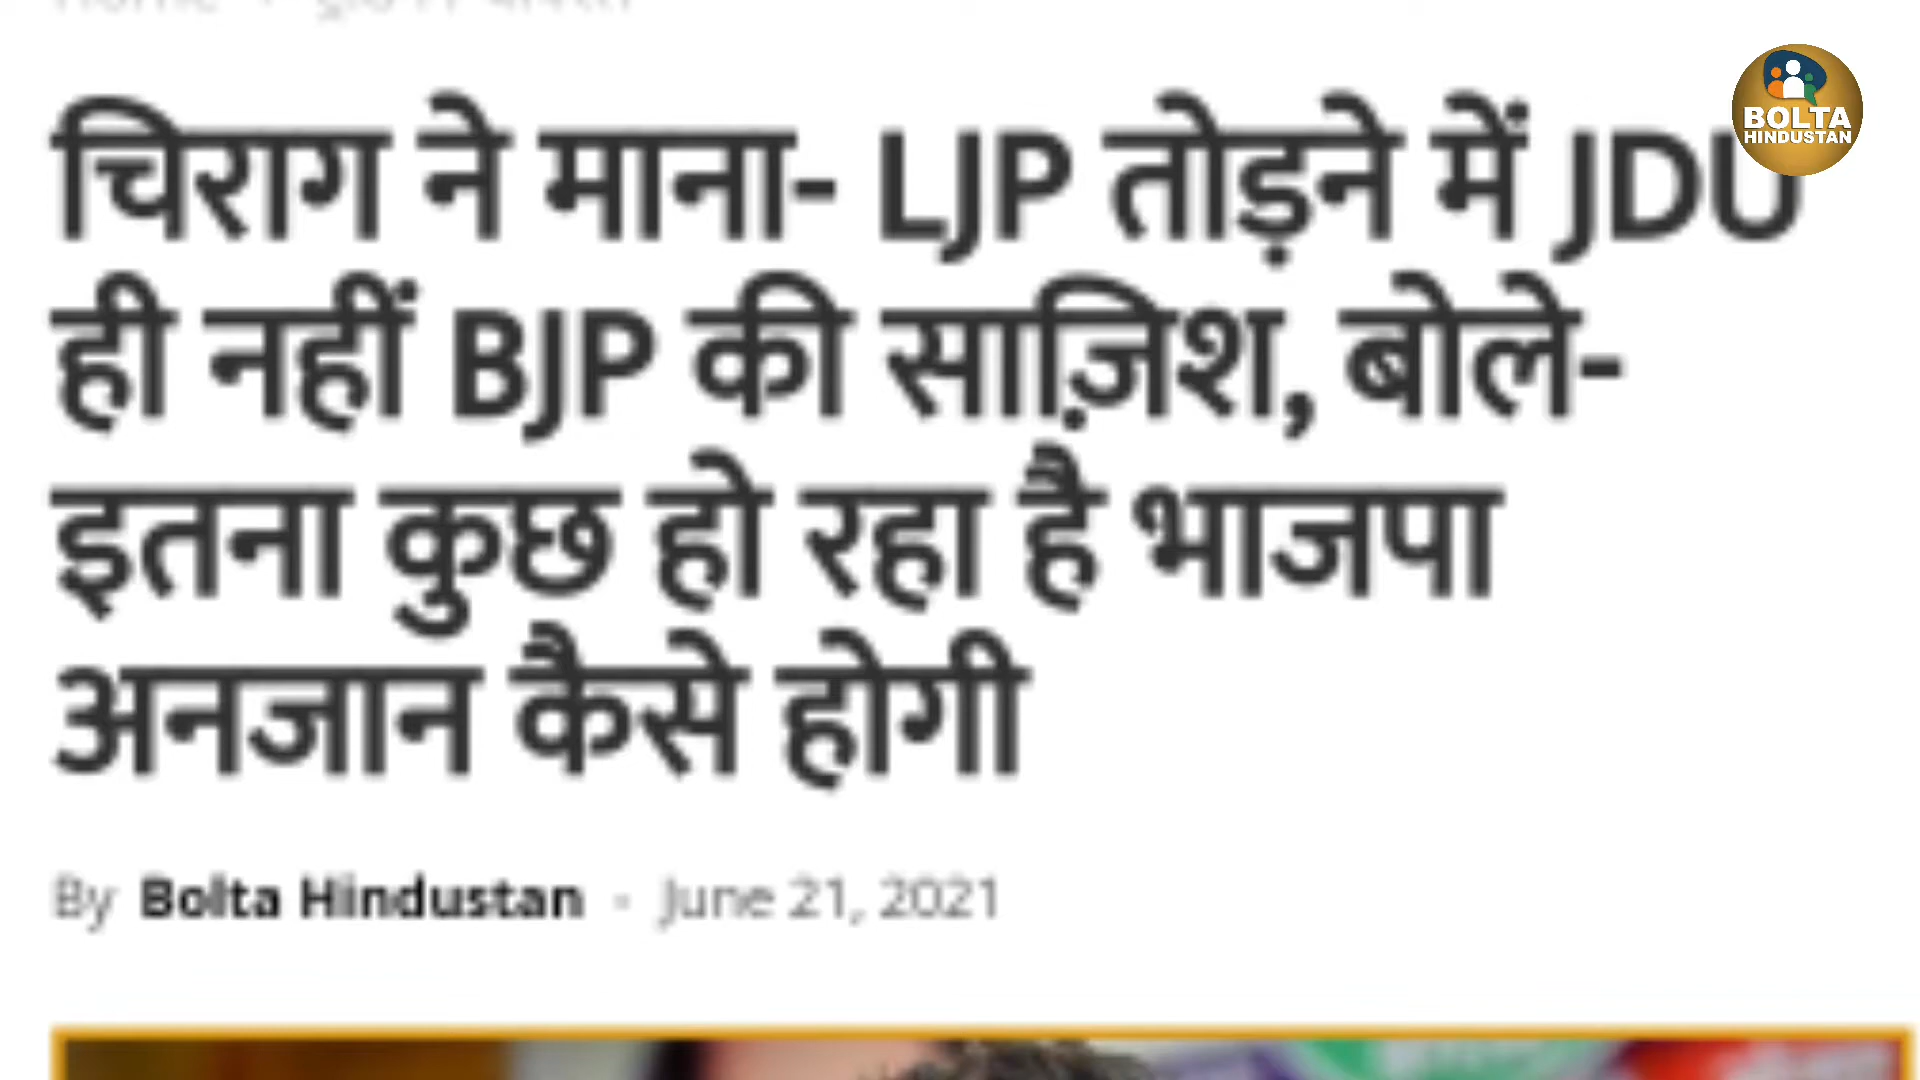 चिराग ने माना- LJP तोड़ने में JDU
ही नहीं BJP की साज़िश, बोले-
इतना कुछ हो रहा है भाजपा
अनजान कैसे होगी
By Bolta Hindustan - June 21, 2021
BOLTA
HINDUSTAN